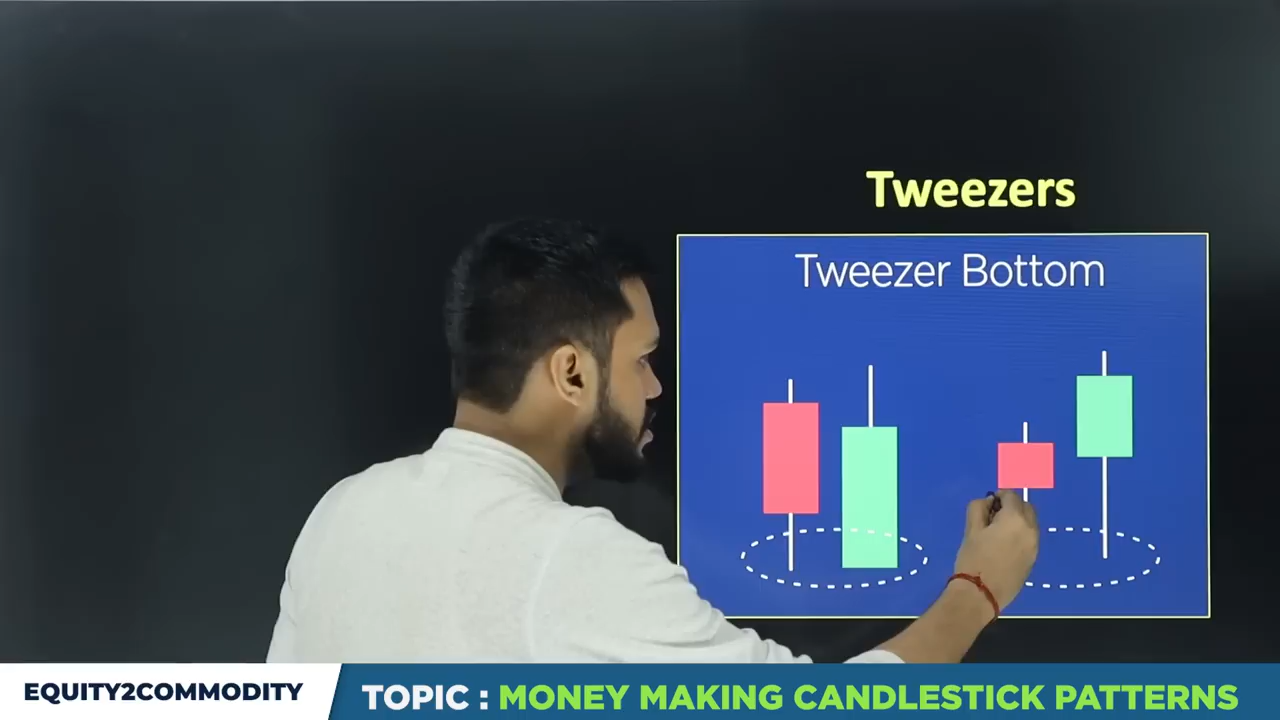 Tweezers
Tweezer Bottom
EQUITY2COMMODITY
TOPIC : MONEY MAKING CANDLESTICK PATTERNS